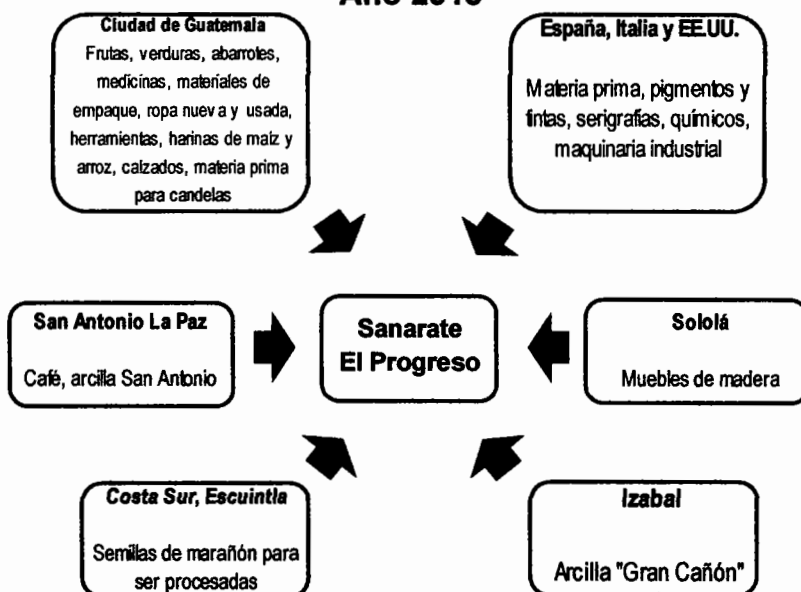 Ciudad de Guatemala
Frutas, verduras, abarrotes,
medicinas, materiales de
empaque, ropa nueva y usada,
herramientas, harinas de maíz y
arroz, calzados, materia prima
para candelas
España, Italia y EE.UU.
Materia prima, pigmentos y
tintas, serigrafías, químicos,
maquinaria industrial
San Antonio La Paz
Café, arcilla San Antonio
Sanarate
El Progreso
Sololá
Muebles de madera
Costa Sur, Escuintla
Semillas de marañón para
ser procesadas
Izabal
Arcilla "Gran Cañón"